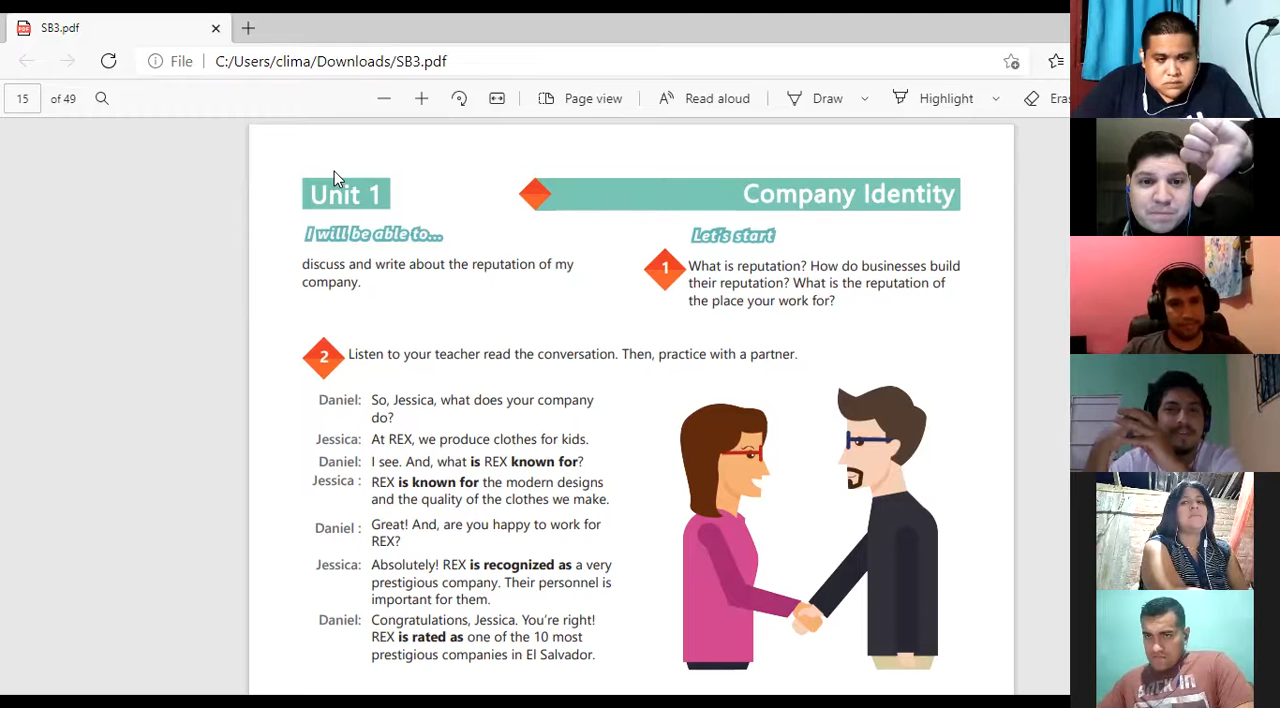 SB3.pdf
File C:/Users/clima/Downloads/SB3.pdf
15 of 49 Page view Read aloud Draw Highlight Eras
Unit 1
Company Identity
I will be able to...
discuss and write about the reputation of my
company.
Let's start
1 What is reputation? How do businesses build
their reputation? What is the reputation of
the place your work for?
2 Listen to your teacher read the conversation. Then, practice with a partner.
Daniel: So, Jessica, what does your company
do?
Jessica: At REX, we produce clothes for kids.
Daniel: I see. And, what is REX known for?
Jessica : REX is known for the modern designs
and the quality of the clothes we make.
Daniel : Great! And, are you happy to work for
REX?
Jessica: Absolutely! REX is recognized as a very
prestigious company. Their personnel is
important for them.
Daniel: Congratulations, Jessica. You're right!
REX is rated as one of the 10 most
prestigious companies in El Salvador.